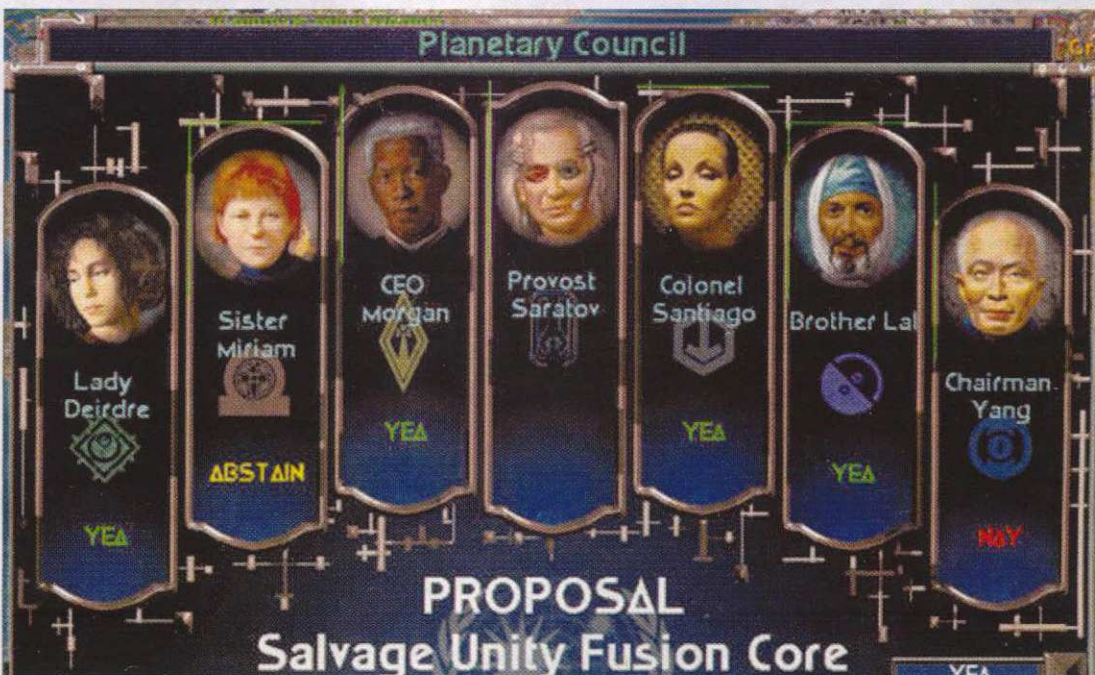 Planetary Council
Lady
Deirdre
YEA
Sister
Miriam
ABSTAIN
CEO
Morgan
YEA
Provost
Saratov
Colonel
Santiago
YEA
Brother Lal
YEA
Chairman
Yang
NAY
PROPOSAL
Salvage Unity Fusion Core
YEA